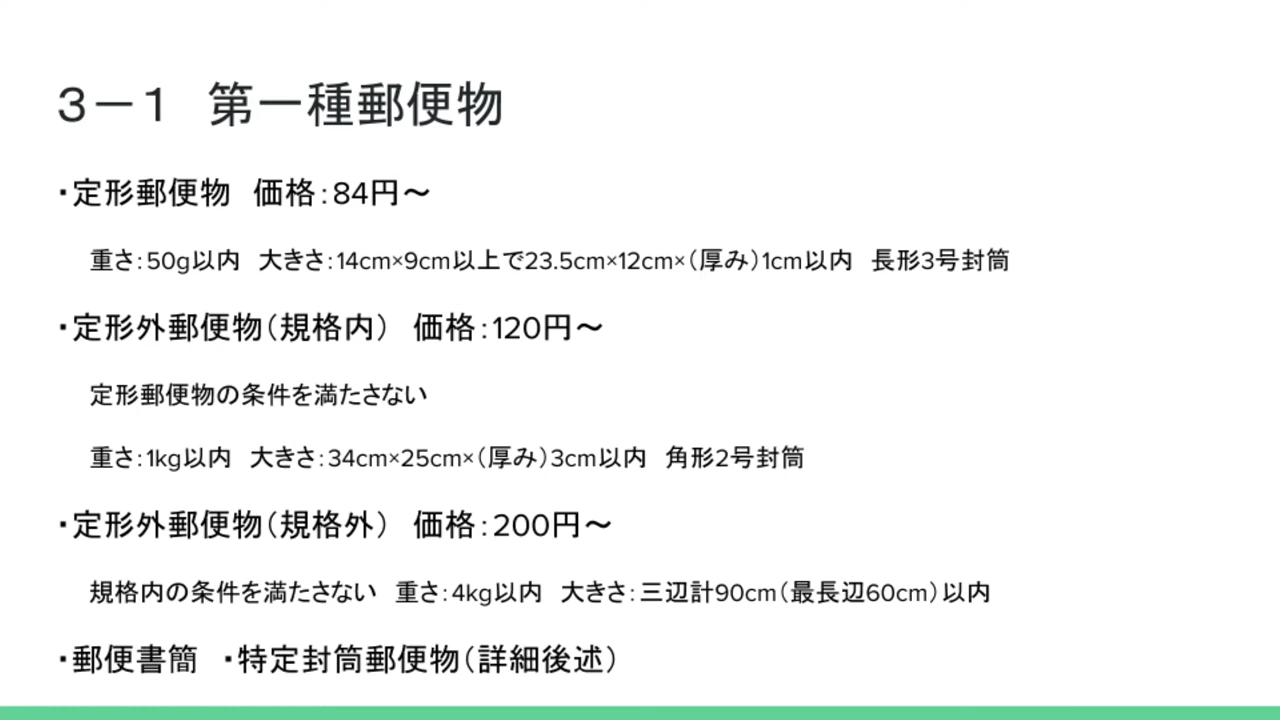 ３－１　第一種郵便物
・定形郵便物　価格：84円～
重さ：50g以内　大きさ：14cm×9cm以上で23.5cm×12cm×（厚み）1cm以内　長形3号封筒
・定形外郵便物（規格内）　価格：120円～
定形郵便物の条件を満たさない
重さ：1kg以内　大きさ：34cm×25cm×（厚み）3cm以内　角形2号封筒
・定形外郵便物（規格外）　価格：200円～
規格内の条件を満たさない　重さ：4kg以内　大きさ：三辺計90cm（最長辺60cm）以内
・郵便書簡　・特定封筒郵便物（詳細後述）